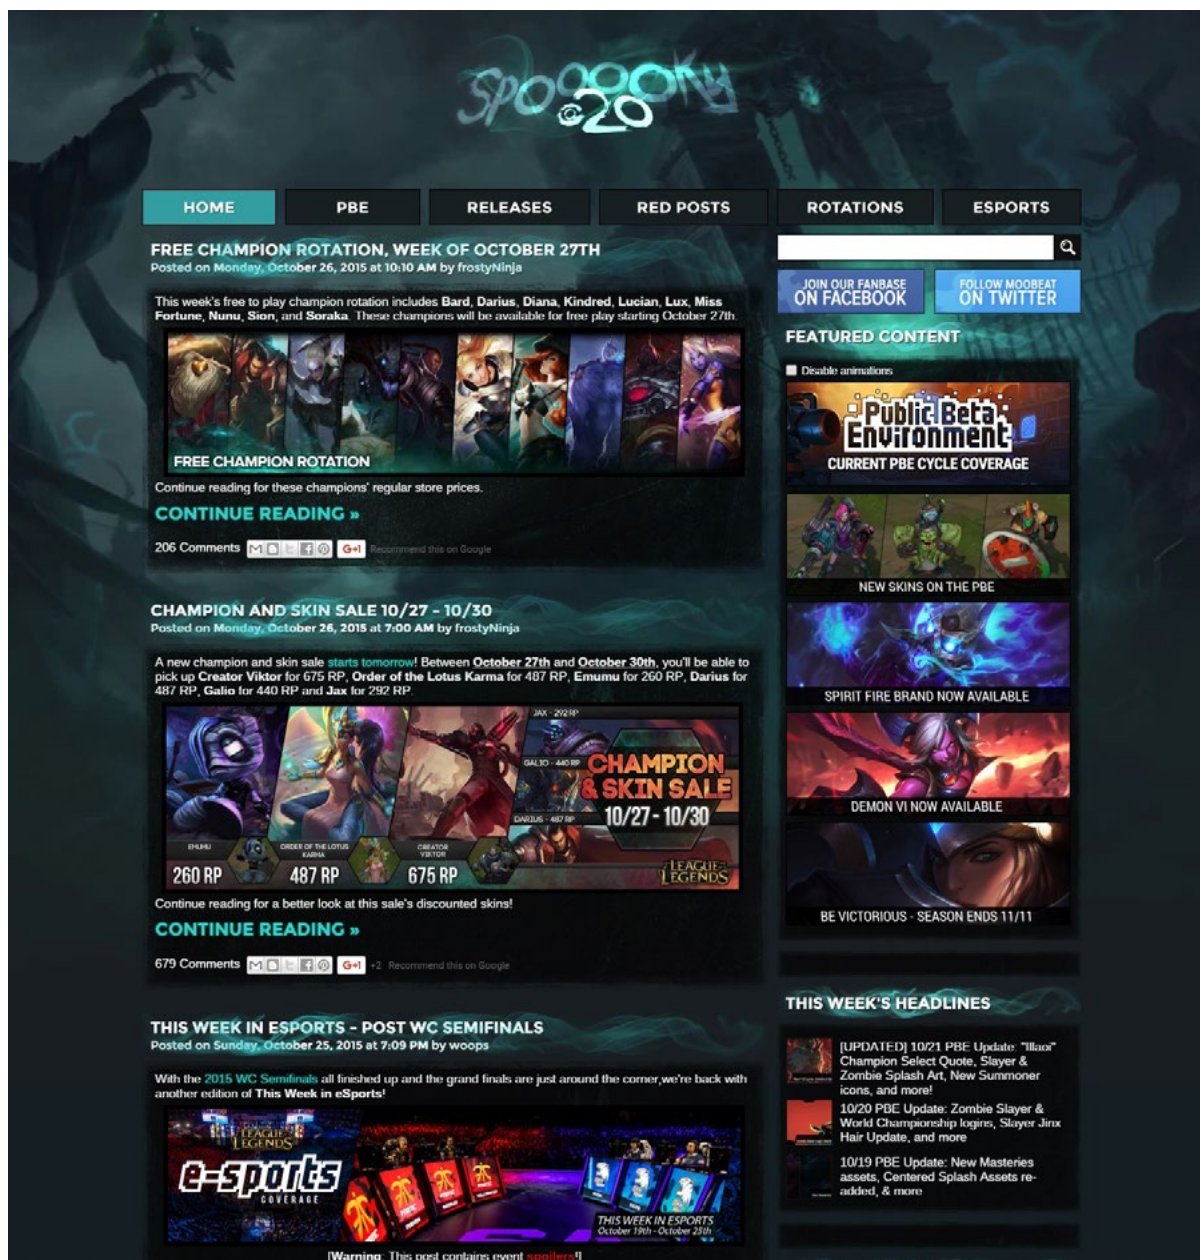 SPOOOOKY
@20
HOME
PBE
RELEASES
RED POSTS
ROTATIONS
ESPORTS
FREE CHAMPION ROTATION, WEEK OF OCTOBER 27TH
Posted on Monday, October 26, 2015 at 10:10 AM by frostyNinja
This week's free to play champion rotation includes Bard, Darius, Diana, Kindred, Lucian, Lux, Miss
Fortune, Nunu, Sion, and Soraka. These champions will be available for free play starting October 27th.
FREE CHAMPION ROTATION
Continue reading for these champions' regular store prices.
CONTINUE READING »
206 Comments
G+1
Recommend this on Google
CHAMPION AND SKIN SALE 10/27 - 10/30
Posted on Monday, October 26, 2015 at 7:00 AM by frostyNinja
A new champion and skin sale starts tomorrow! Between October 27th and October 30th, you'll be able to
pick up Creator Viktor for 675 RP, Order of the Lotus Karma for 487 RP, Emumu for 260 RP, Darius for
487 RP, Galio for 440 RP and Jax for 292 RP.
JAX - 292 RP
GALIO - 440 RP
DARIUS - 487 RP
CHAMPION
& SKIN SALE
10/27 - 10/30
EMUMU
260 RP
ORDER OF THE LOTUS
KARMA
487 RP
CREATOR
VIKTOR
675 RP
LEAGUE OF
LEGENDS
Continue reading for a better look at this sale's discounted skins!
CONTINUE READING »
679 Comments
G+1
+2 Recommend this on Google
THIS WEEK IN ESPORTS - POST WC SEMIFINALS
Posted on Sunday, October 25, 2015 at 7:09 PM by woops
With the 2015 WC Semifinals all finished up and the grand finals are just around the corner,we're back with
another edition of This Week in eSports!
LEAGUE OF
LEGENDS
e-sports
COVERAGE
THIS WEEK IN ESPORTS
October 19th - October 25th
[Warning: This post contains event spoilers!]
JOIN OUR FANBASE
ON FACEBOOK
FOLLOW MOOBEAT
ON TWITTER
FEATURED CONTENT
Disable animations
Public Beta
Environment
CURRENT PBE CYCLE COVERAGE
NEW SKINS ON THE PBE
SPIRIT FIRE BRAND NOW AVAILABLE
DEMON VI NOW AVAILABLE
BE VICTORIOUS - SEASON ENDS 11/11
THIS WEEK'S HEADLINES
[UPDATED] 10/21 PBE Update: "Illaoi"
Champion Select Quote, Slayer &
Zombie Splash Art, New Summoner
icons, and more!
10/20 PBE Update: Zombie Slayer &
World Championship logins, Slayer Jinx
Hair Update, and more
10/19 PBE Update: New Masteries
assets, Centered Splash Assets re-
added, & more